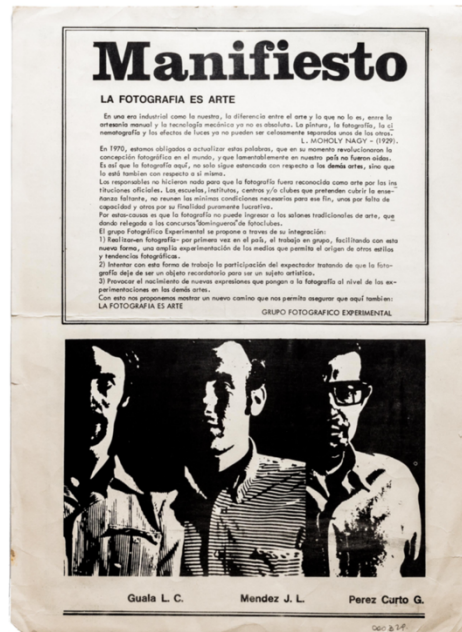 Manifiesto
LA FOTOGRAFIA ES ARTE
En una era industrial como la nuestra, la diferencia entre el arte y la que no lo es, entre la
artesanía manual y la tecnología mecánica ya no es absoluta. La pintura, la fotografía, la ci
nematografía y los efectos de luces ya no pueden ser celosamente separados unos de los otros.
L. MOHOLY NAGY - (1929).
En 1970, estamos obligados a actualizar estas palabras, que en su momento revolucionaron la
concepción fotográfica en el mundo, y que lamentablemente en nuestro país no fueron oídas.
Es así que la fotografía aquí, no solo sigue estancada con respecto a las demás artes, sino que
lo está también con respecto a sí misma.
Los responsables no hicieron nada para que la fotografía fuera reconocida como arte por las ins
tituciones oficiales. Las escuelas, institutos, centros y/o clubes que pretenden cubrir la ense-
ñanza faltante, no reunen las mínimas condiciones necesarias para ese fin, unos por falta de
capacidad y otros por su finalidad puramente lucrativa.
Por estas causas es que la fotografía no puede ingresar a los salones tradicionales de arte, que
dando relegada a los concursos "domingueros" de fotoclubes.
El grupo Fotográfico Experimental se propone a traves de su integración:
1) Realizar-en fotografía- por primera vez en el país, el trabajo en grupo, facilitando con esta
nueva forma, una amplia experimentación de los medios que permita el origen de otros estilos
y tendencias fotográficas.
2) Intentar con esta forma de trabajo la participación del espectador tratando de que la foto-
grafía deje de ser un objeto recordatorio para ser un sujeto artístico.
3) Provocar el nacimiento de nuevas expresiones que pongan a la fotografía al nivel de las ex-
perimentaciones en las demás artes.
Con esto nos proponemos mostrar un nuevo camino que nos permita asegurar que aquí también:
LA FOTOGRAFIA ES ARTE
GRUPO FOTOGRAFICO EXPERIMENTAL
Guala L. C. Mendez J. L. Perez Curto G.